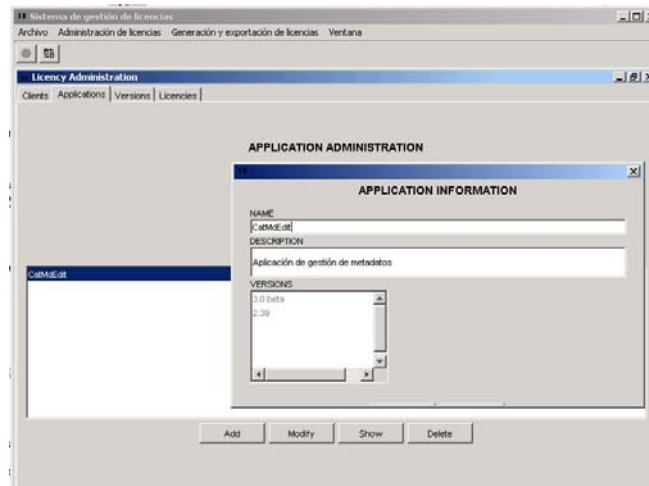 Sistema de gestión de licencias
Archivo Administración de licencias Generación y exportación de licencias Ventana
Licency Administration
Clients Applications Versions Licencies
APPLICATION ADMINISTRATION
APPLICATION INFORMATION
NAME
CatMdEdit
DESCRIPTION
Aplicación de gestión de metadatos
CatMdEdit
VERSIONS
3.0 beta
2.39
Add Modify Show Delete